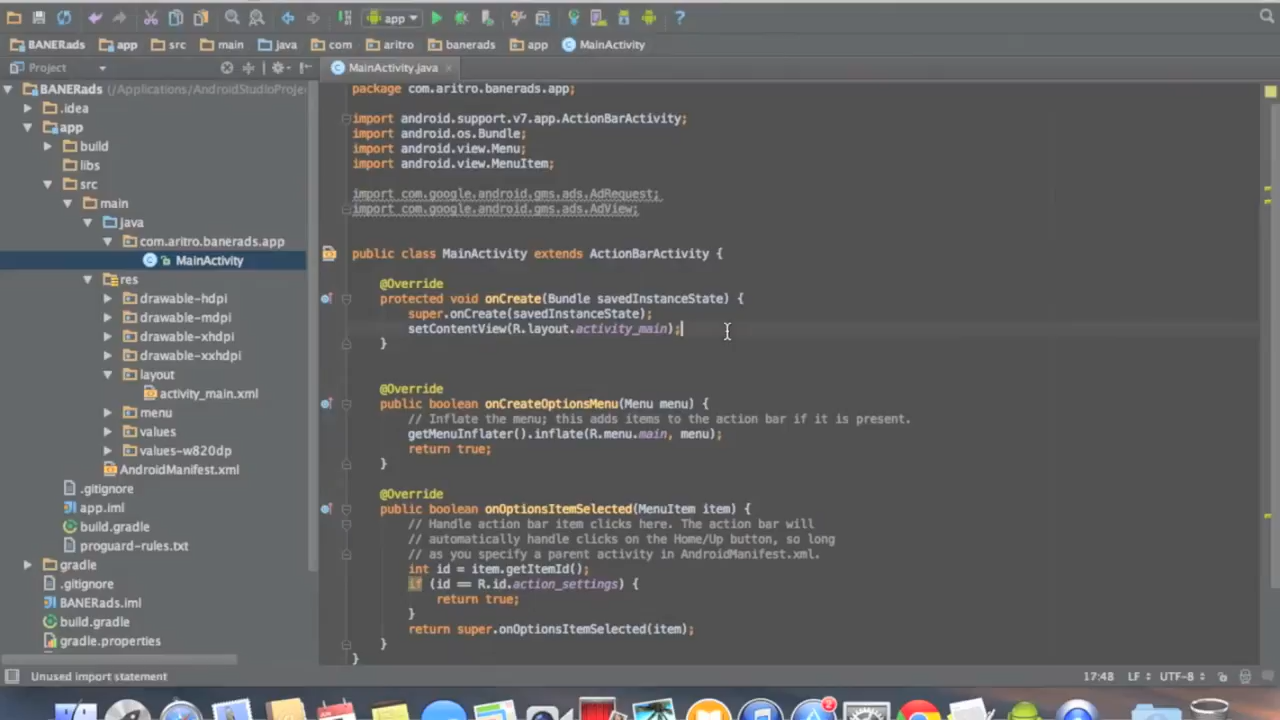 app
BANERads
app
src
main
java
com
aritro
banerads
app
MainActivity
Project
MainActivity.java
BANERads (/Applications/AndroidStudioProje
.idea
app
build
libs
src
main
java
com.aritro.banerads.app
MainActivity
res
drawable-hdpi
drawable-mdpi
drawable-xhdpi
drawable-xxhdpi
layout
activity_main.xml
menu
values
values-w820dp
AndroidManifest.xml
.gitignore
app.iml
build.gradle
proguard-rules.txt
gradle
.gitignore
BANERads.iml
build.gradle
gradle.properties
package com.aritro.banerads.app;
import android.support.v7.app.ActionBarActivity;
import android.os.Bundle;
import android.view.Menu;
import android.view.MenuItem;
import com.google.android.gms.ads.AdRequest;
import com.google.android.gms.ads.AdView;
public class MainActivity extends ActionBarActivity {
@Override
protected void onCreate(Bundle savedInstanceState) {
super.onCreate(savedInstanceState);
setContentView(R.layout.activity_main);
}
@Override
public boolean onCreateOptionsMenu(Menu menu) {
// Inflate the menu; this adds items to the action bar if it is present.
getMenuInflater().inflate(R.menu.main, menu);
return true;
}
@Override
public boolean onOptionsItemSelected(MenuItem item) {
// Handle action bar item clicks here. The action bar will
// automatically handle clicks on the Home/Up button, so long
// as you specify a parent activity in AndroidManifest.xml.
int id = item.getItemId();
if (id == R.id.action_settings) {
return true;
}
return super.onOptionsItemSelected(item);
}
}
Unused import statement
17:48 LF UTF-8
2